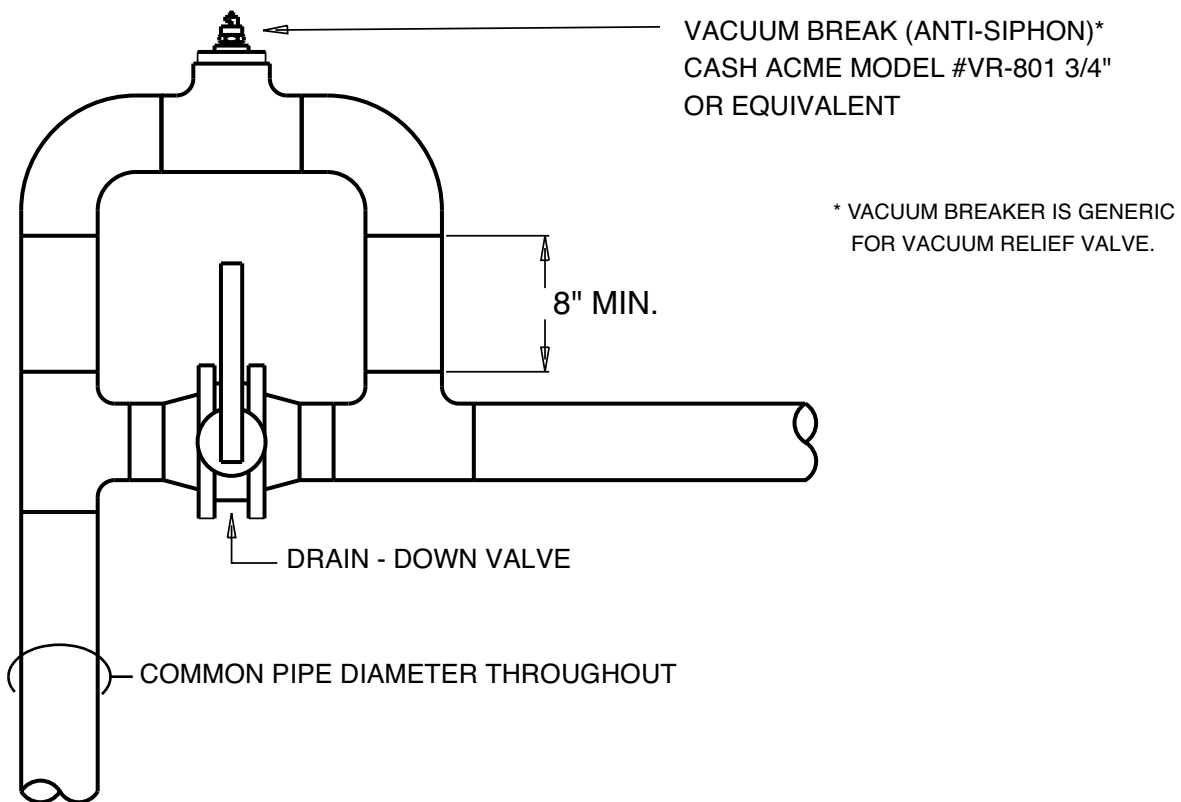 VACUUM BREAK (ANTI-SIPHON)*
CASH ACME MODEL #VR-801 3/4"
OR EQUIVALENT
* VACUUM BREAKER IS GENERIC
FOR VACUUM RELIEF VALVE.
8" MIN.
DRAIN - DOWN VALVE
COMMON PIPE DIAMETER THROUGHOUT